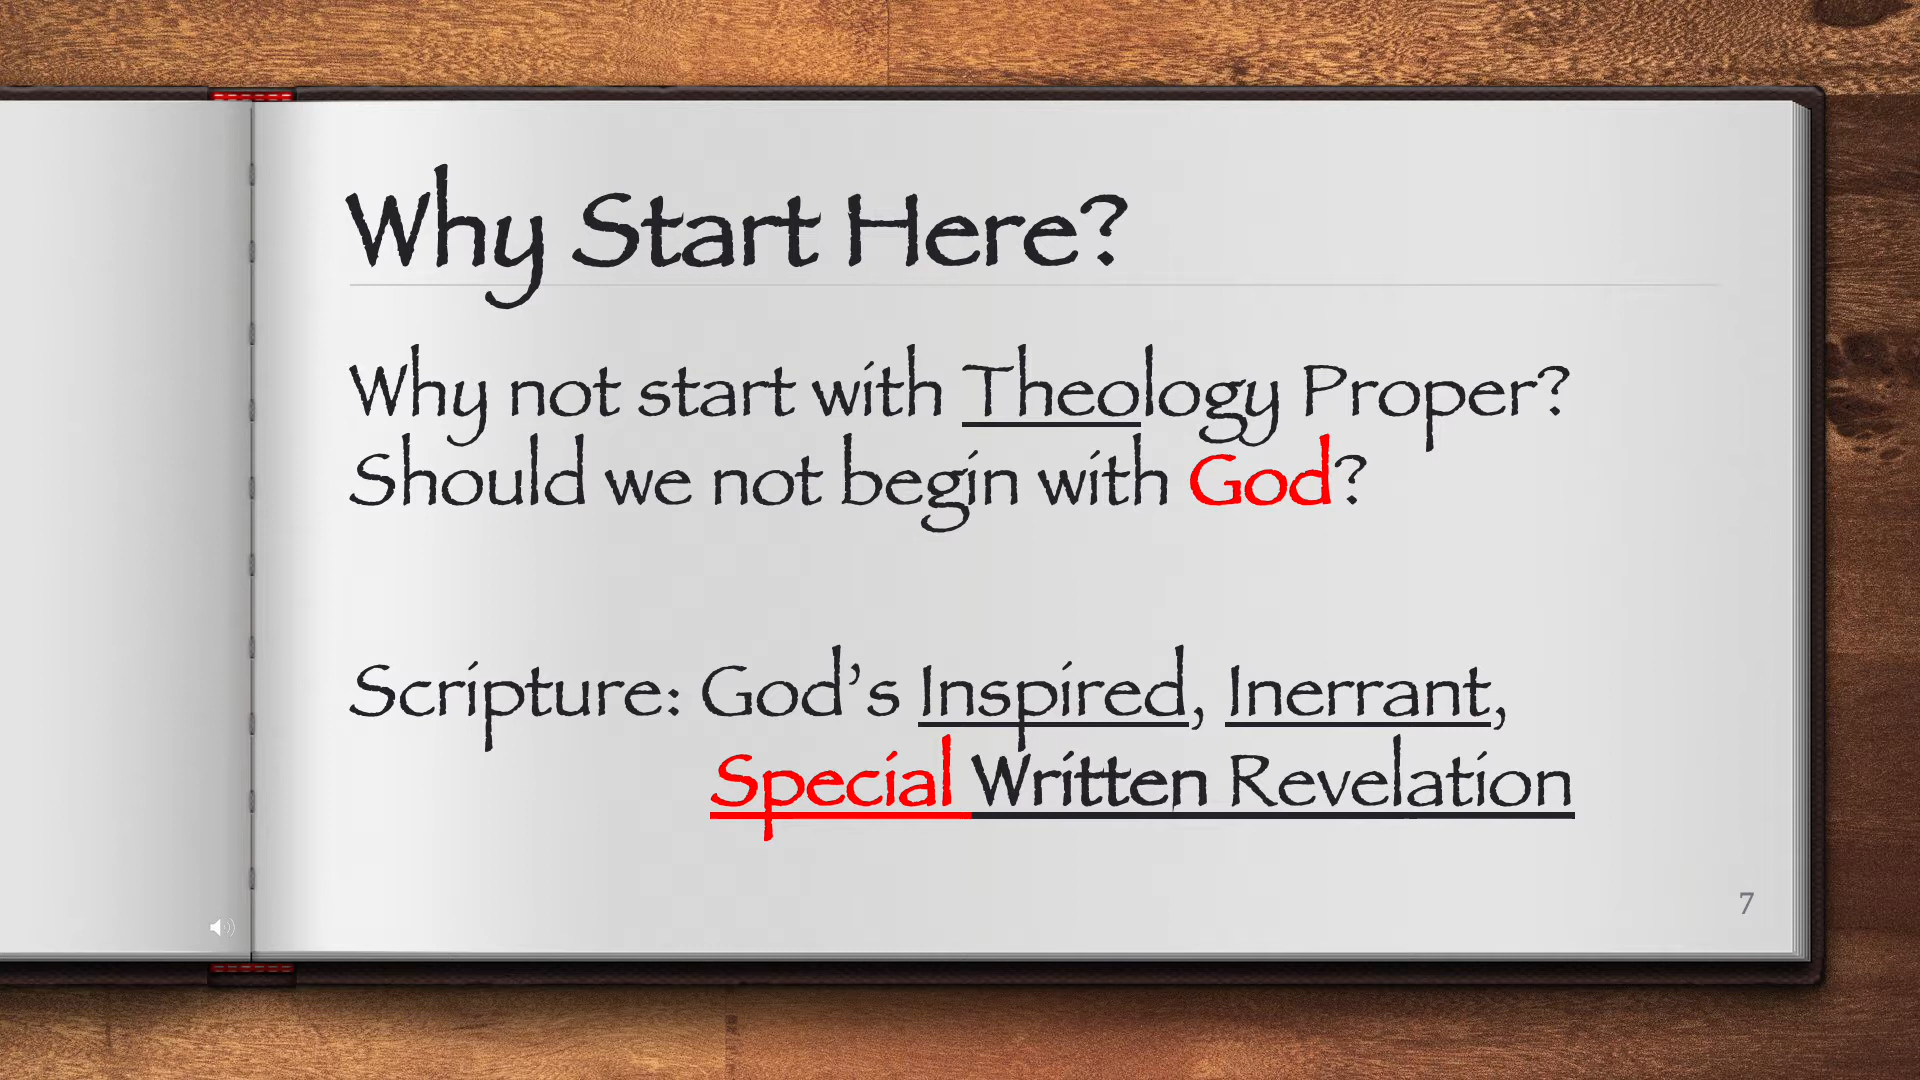 Why Start Here?
Why not start with Theology Proper?
Should we not begin with God?
Scripture: God’s Inspired, Inerrant,
Special Written Revelation
7